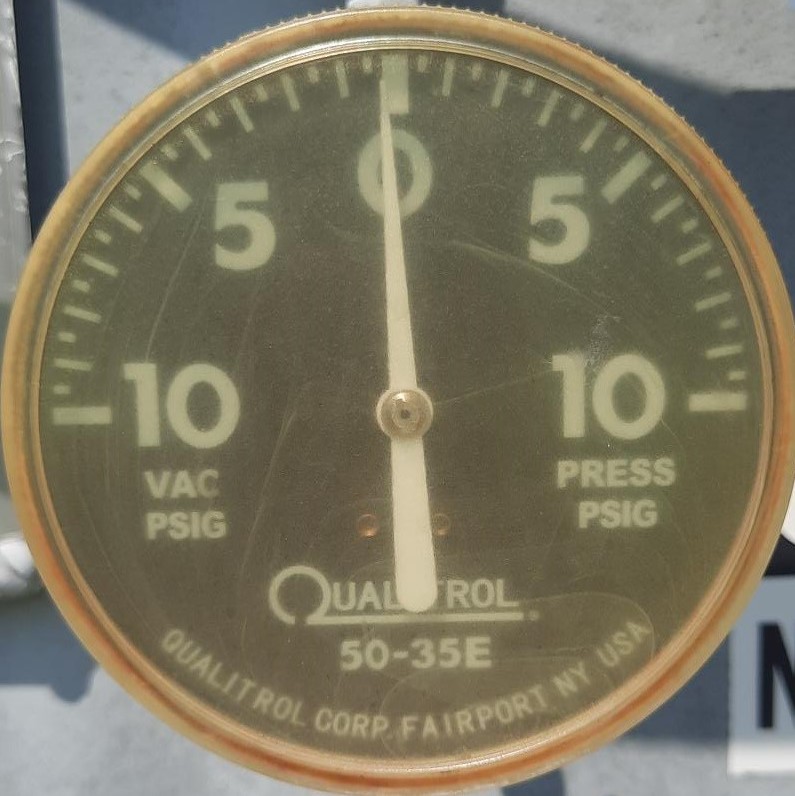 0
5
5
10
10
VAC
PSIG
PRESS
PSIG
QUALITROL
50-35E
QUALITROL CORP. FAIRPORT NY USA